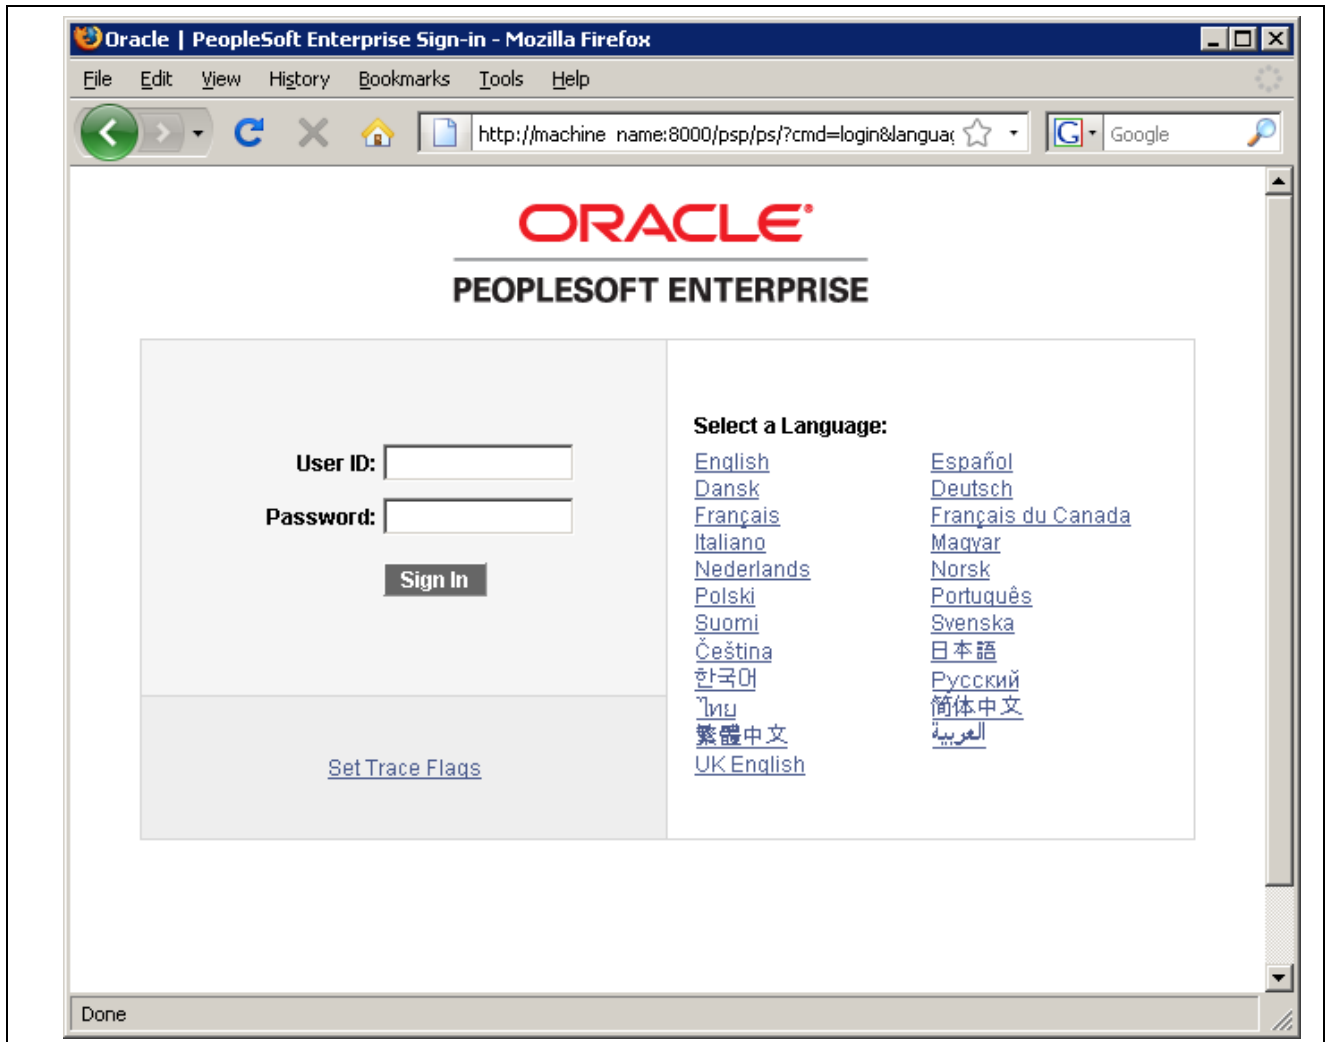 Oracle | PeopleSoft Enterprise Sign-in - Mozilla Firefox
File Edit View History Bookmarks Tools Help
http://machine name:8000/psp/ps/?cmd=login&languag Google
ORACLE®
PEOPLESOFT ENTERPRISE
User ID:
Password:
Sign In
Set Trace Flags
Select a Language:
English Español
Dansk Deutsch
Français Français du Canada
Italiano Magyar
Nederlands Norsk
Polski Português
Suomi Svenska
Čeština 日本語
한국어 Русский
ไทย 简体中文
繁體中文 العربية
UK English
Done